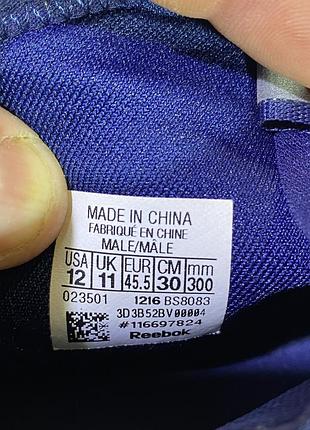 MADE IN CHINA
FABRIQUÉ EN CHINE
MALE/MÂLE
USA UK EUR CM mm
12 11 45.5 30 300
023501 1216 BS8083
3D3B52BV00004
#116697824
Reebok